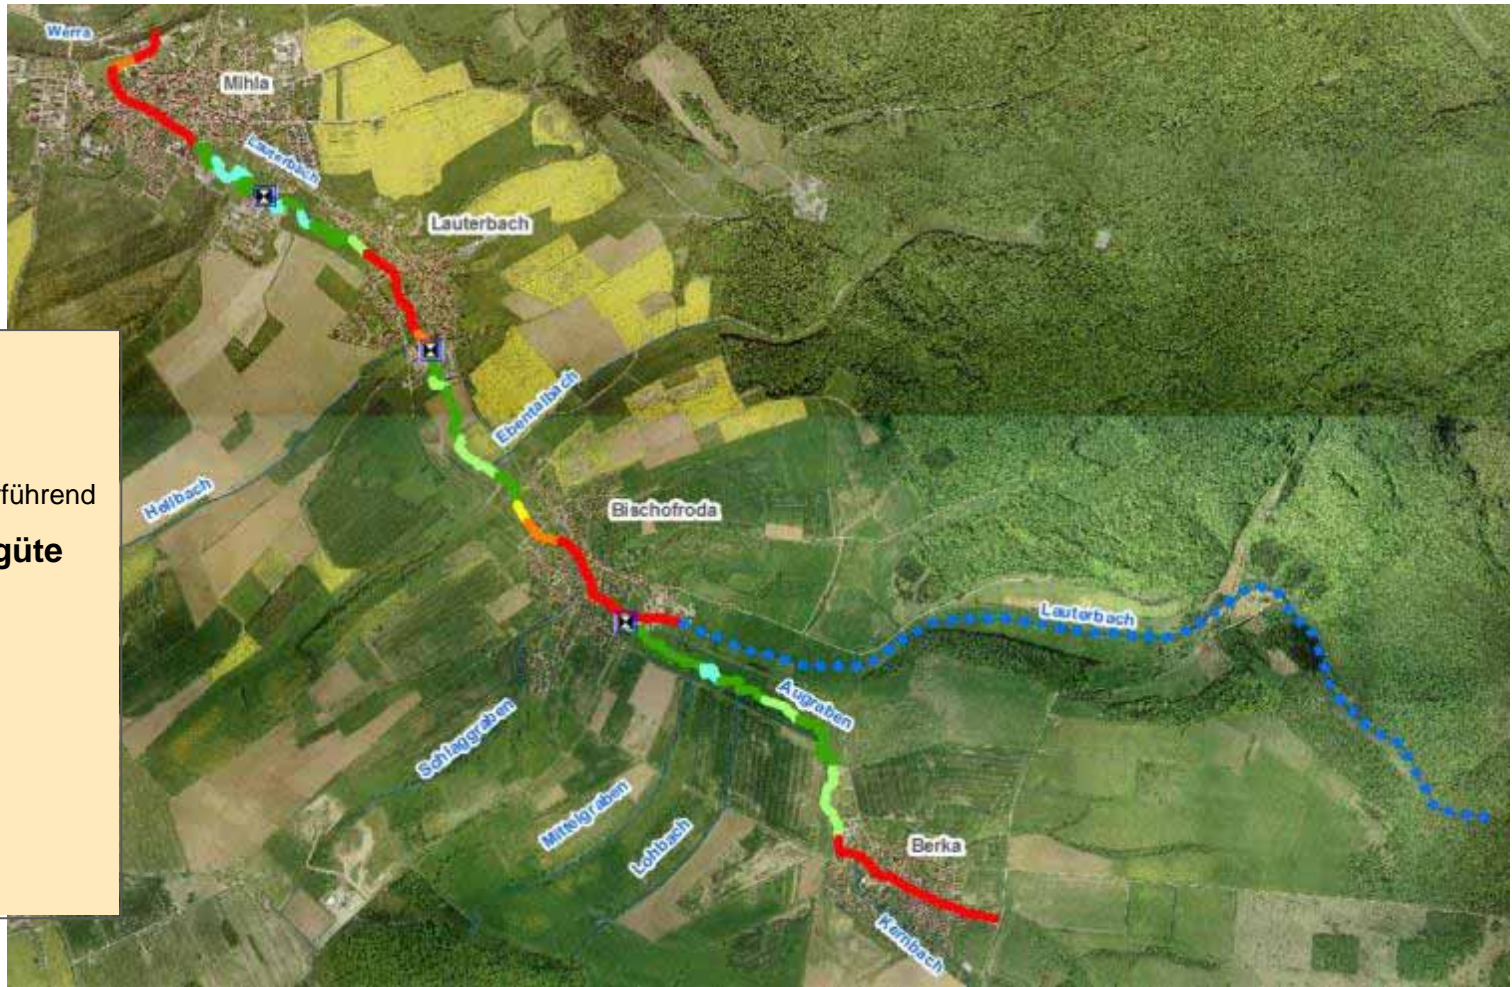 Werra
Mihla
Lauterbach
Lauterbach
Ebentalbach
Hellbach
führend
güte
Bischofroda
Lauterbach
Augraben
Schlaggraben
Mittelgraben
Lohbach
Berka
Kernbach